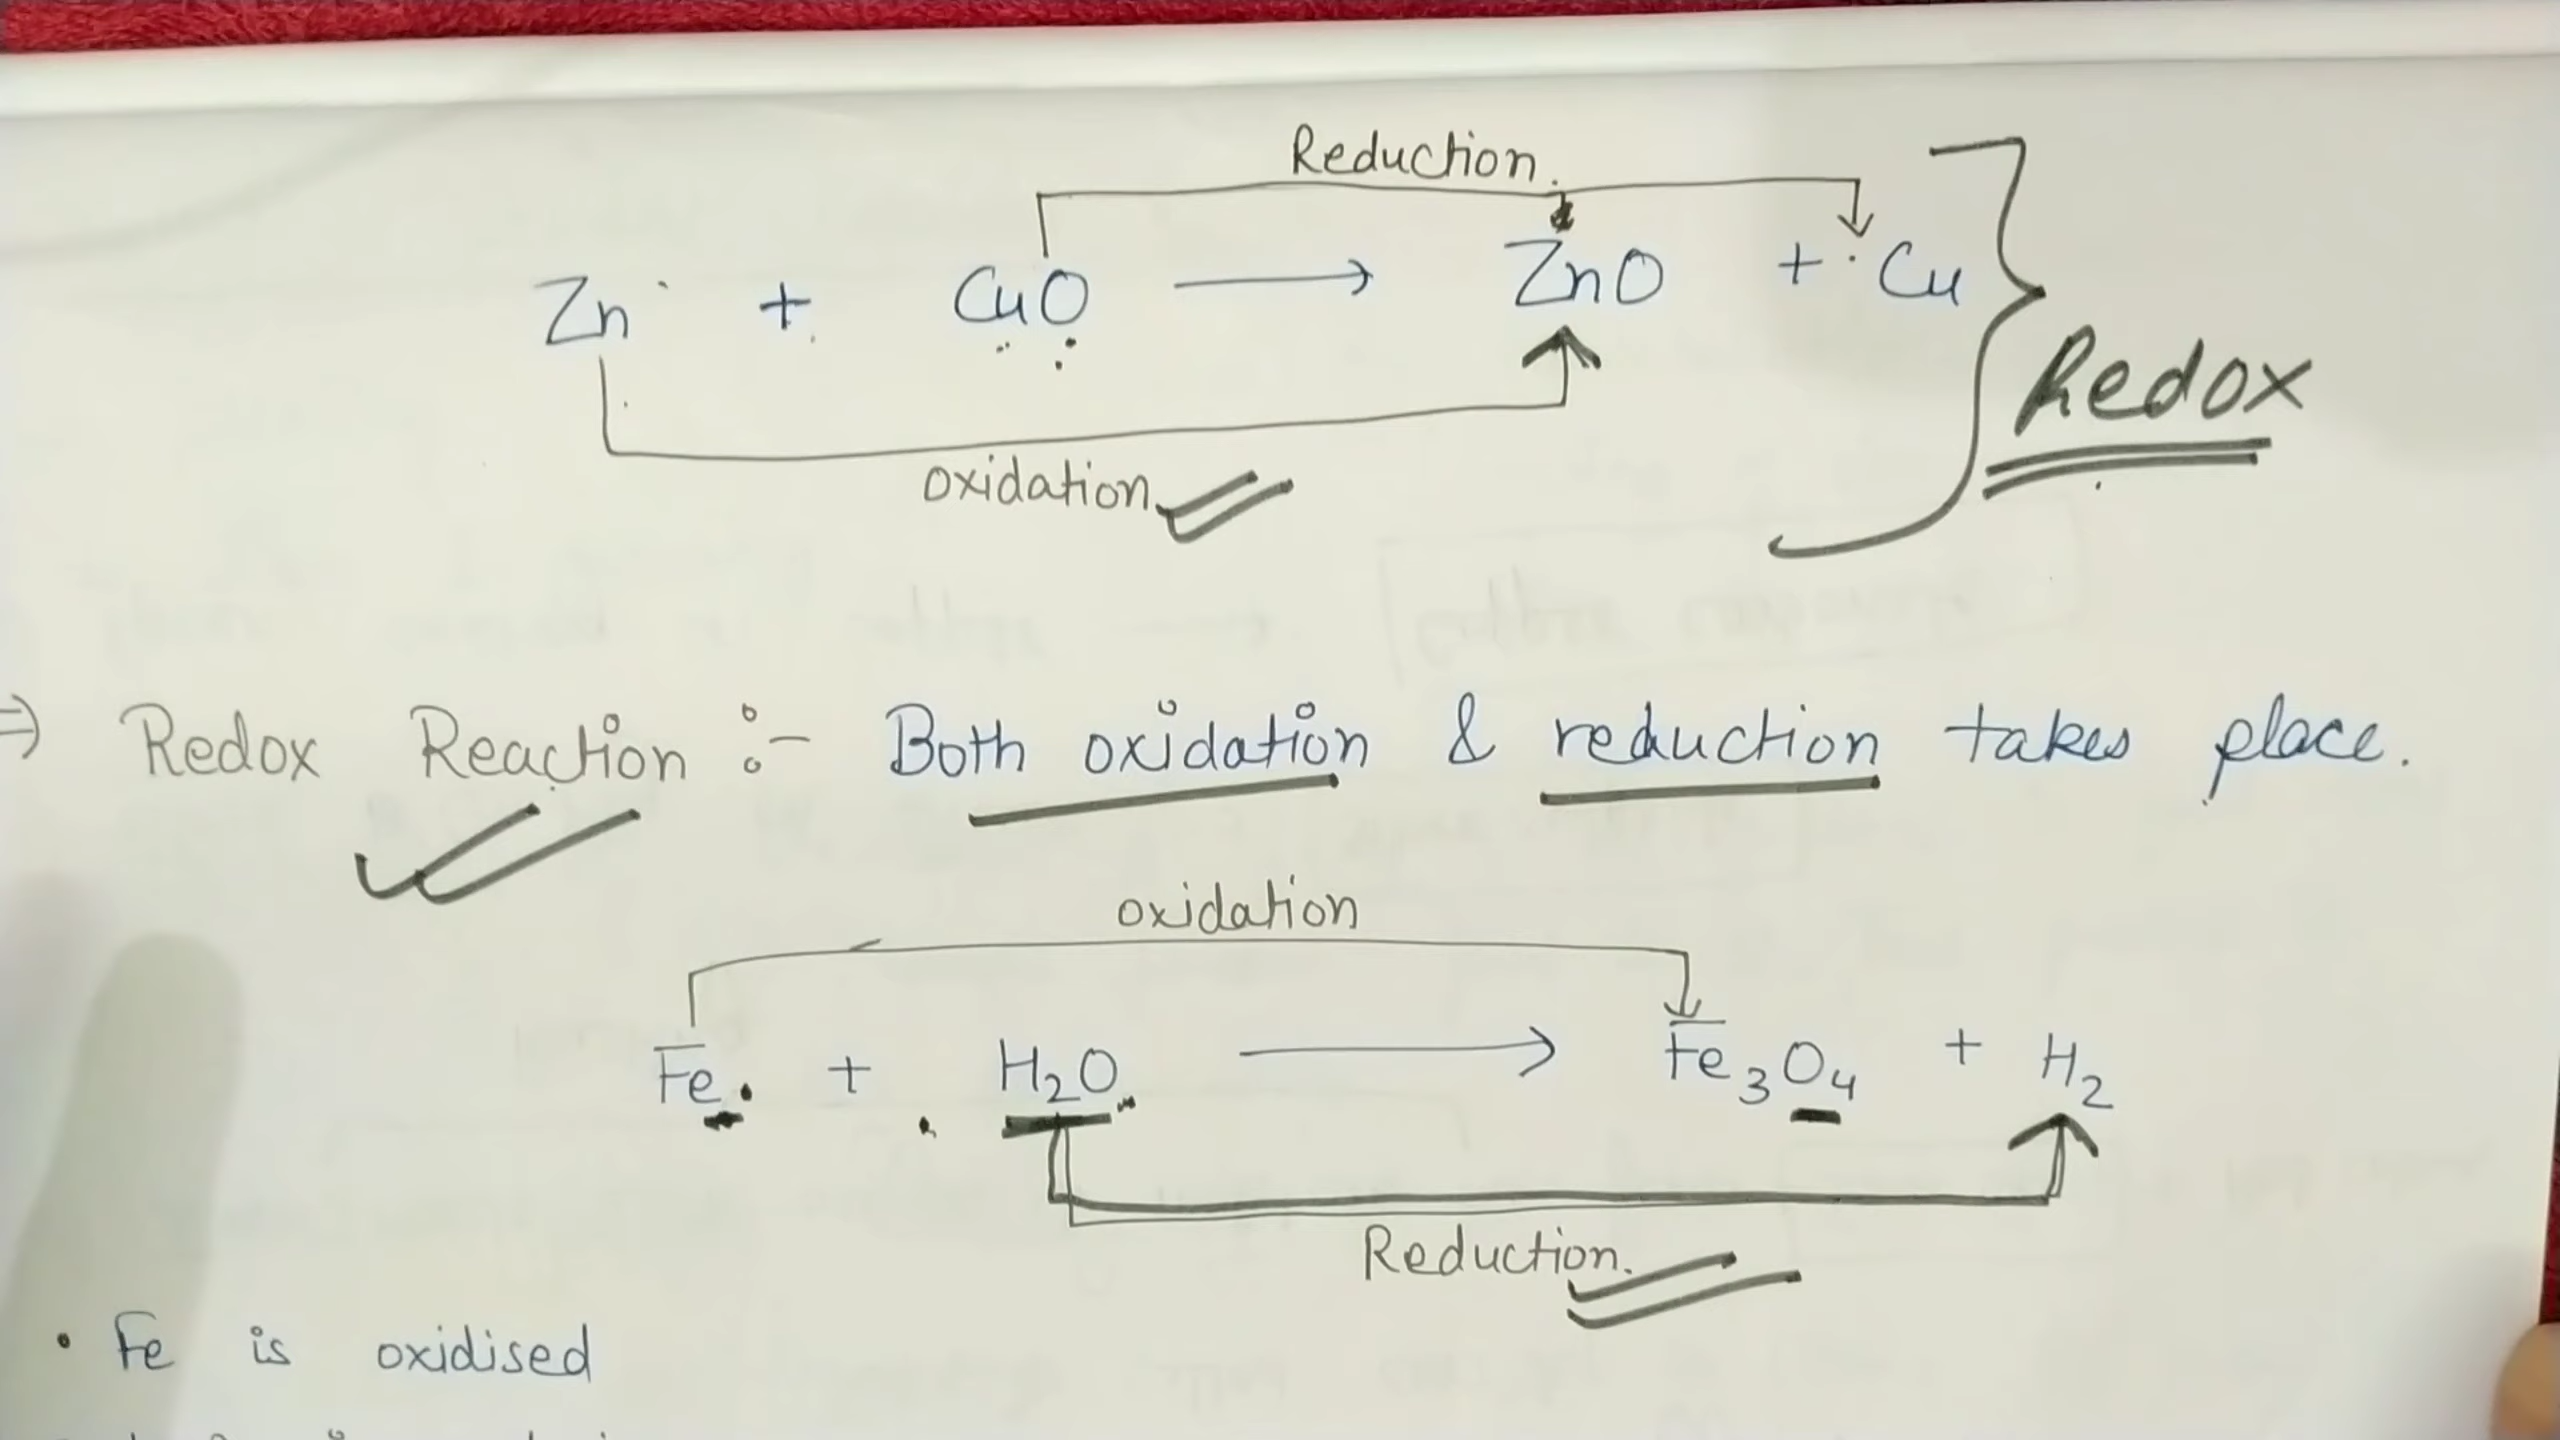 Reduction.
Zn + CuO → ZnO + Cu
Redox
oxidation
⇒ Redox Reaction :- Both oxidation & reduction takes place.
oxidation
Fe + H2O → Fe3O4 + H2
Reduction.
• Fe is oxidised